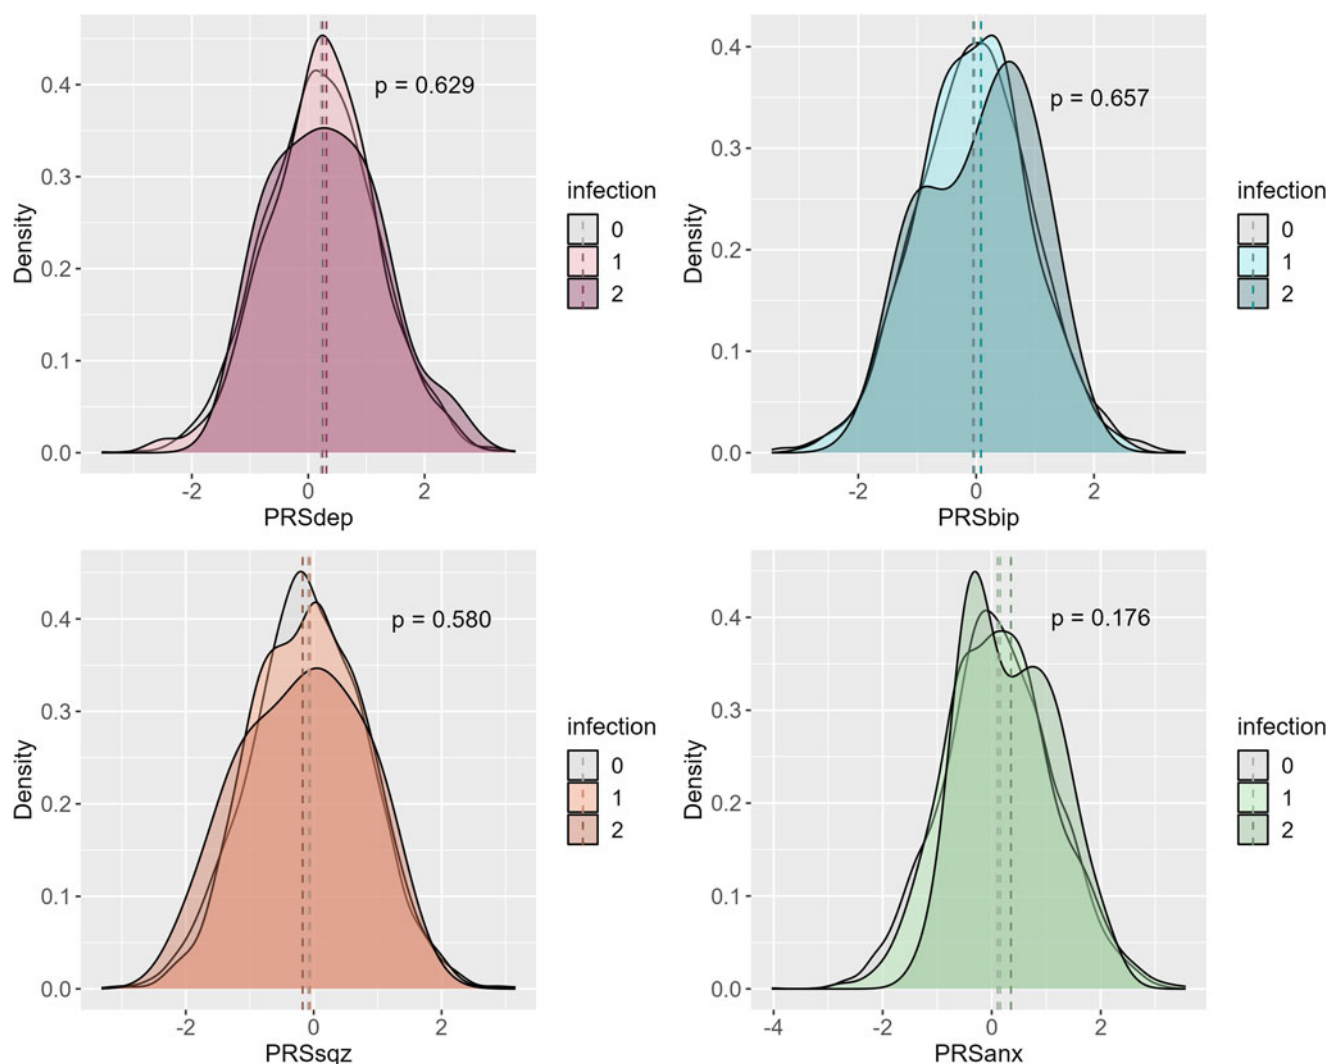 p = 0.629
0.4
0.3
0.2
0.1
0.0
Density
-2
0
2
PRSdep
infection
0
1
2
p = 0.657
0.4
0.3
0.2
0.1
0.0
Density
-2
0
2
PRSbip
infection
0
1
2
p = 0.580
0.4
0.3
0.2
0.1
0.0
Density
-2
0
2
PRSsqz
infection
0
1
2
p = 0.176
0.4
0.3
0.2
0.1
0.0
Density
-4
-2
0
2
PRSanx
infection
0
1
2